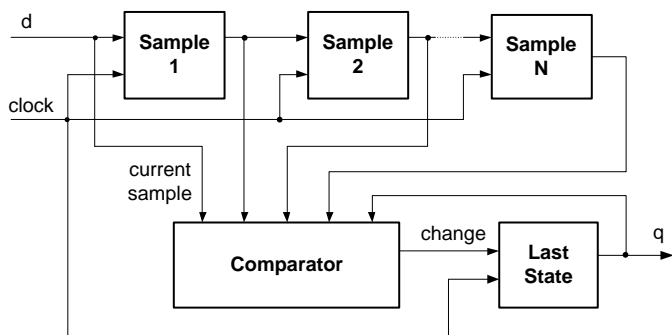 d
Sample
1
Sample
2
Sample
N
clock
current
sample
Comparator
change
Last
State
q